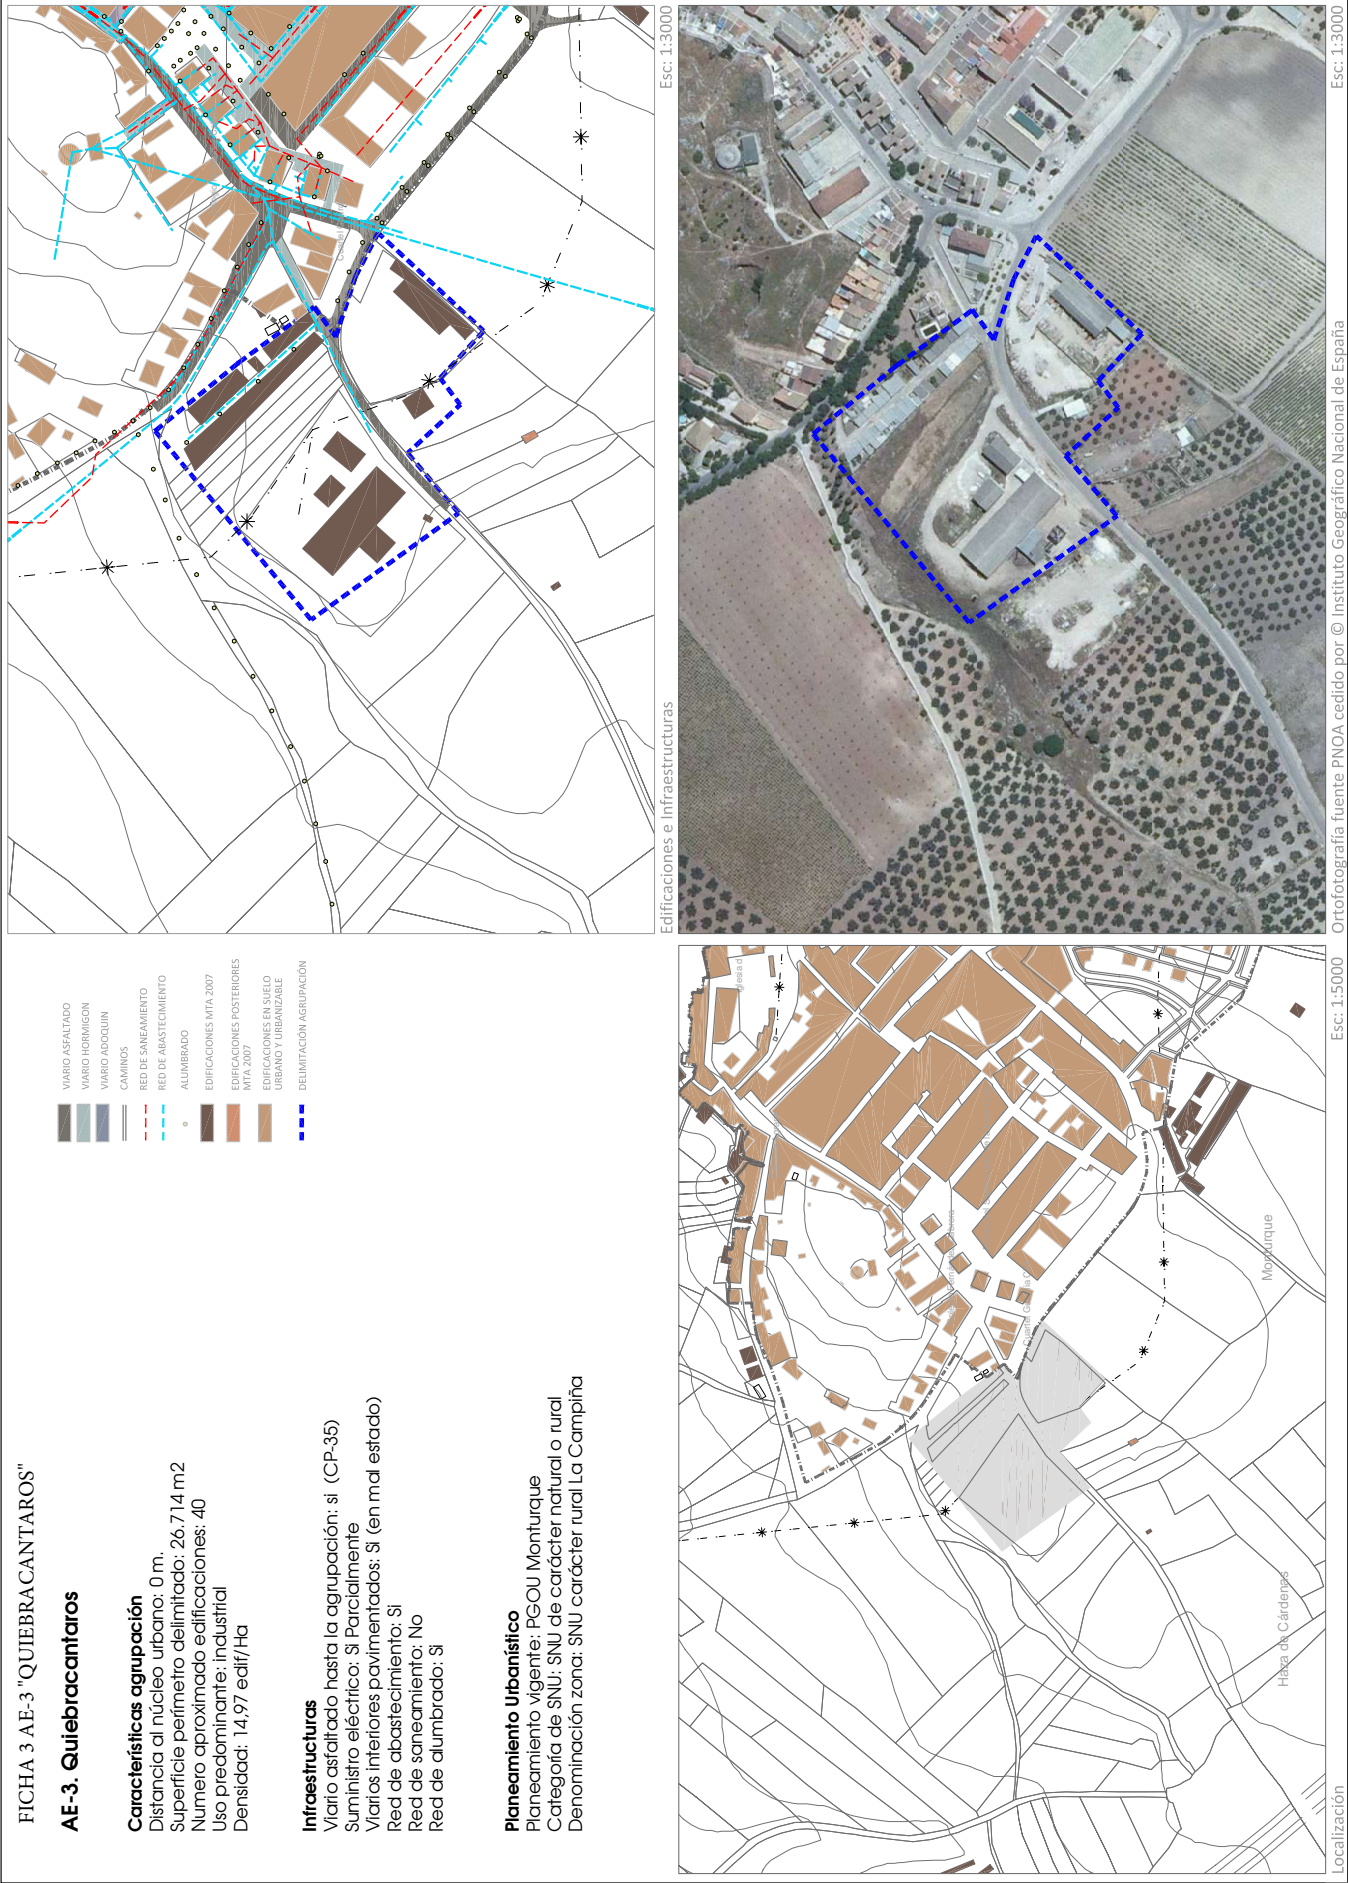 FICHA 3 AE-3 "QUIEBRACANTAROS"
AE-3. Quiebracantaros
Características agrupación
Distancia al núcleo urbano: 0 m.
Superficie perímetro delimitado: 26.714 m2
Numero aproximado edificaciones: 40
Uso predominante: industrial
Densidad: 14,97 edif/Ha
Infraestructuras
Viario asfaltado hasta la agrupación: si (CP-35)
Suministro eléctrico: Si Parcialmente
Viarios interiores pavimentados: Si (en mal estado)
Red de abastecimiento: Si
Red de saneamiento: No
Red de alumbrado: Si
Planeamiento Urbanístico
Planeamiento vigente: PGOU Monturque
Categoría de SNU: SNU de carácter natural o rural
Denominación zona: SNU carácter rural La Campiña
VIARIO ASFALTADO
VIARIO HORMIGON
VIARIO ADOQUIN
CAMINOS
RED DE SANEAMIENTO
RED DE ABASTECIMIENTO
ALUMBRADO
EDIFICACIONES MTA 2007
EDIFICACIONES POSTERIORES
MTA 2007
EDIFICACIONES EN SUELO
URBANO Y URBANIZABLE
DELIMITACIÓN AGRUPACIÓN
Edificaciones e Infraestructuras
Esc: 1:3000
Monturque
Haza de Cárdenas
Localización
Esc: 1:5000
Ortofotografía fuente PNOA cedido por © Instituto Geográfico Nacional de España
Esc: 1:3000